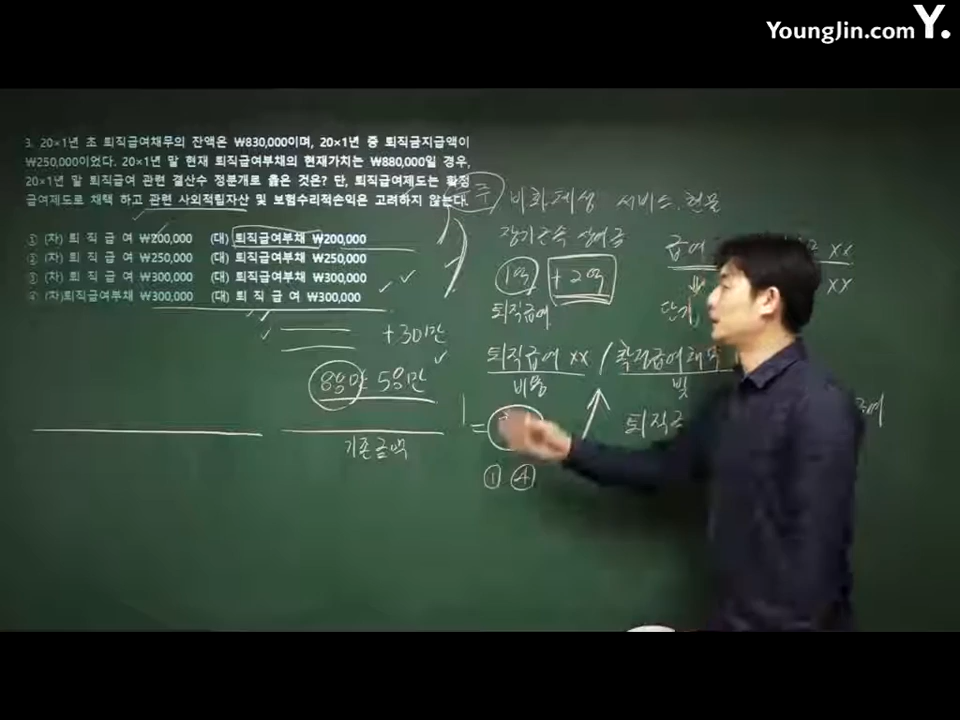 YoungJin.com Y.
3. 20×1년 초 퇴직급여채무의 잔액은 ₩830,000이며, 20×1년 중 퇴직금지급액이
₩250,000이었다. 20×1년 말 현재 퇴직급여부채의 현재가치는 ₩880,000일 경우,
20×1년 말 퇴직급여 관련 결산수 정분개로 옳은 것은? 단, 퇴직급여제도는 확정
급여제도로 채택 하고 관련 사외적립자산 및 보험수리적손익은 고려하지 않는다.
① (차) 퇴 직 급 여 ₩200,000 (대) 퇴직급여부채 ₩200,000
② (차) 퇴 직 급 여 ₩250,000 (대) 퇴직급여부채 ₩250,000
③ (차) 퇴 직 급 여 ₩300,000 (대) 퇴직급여부채 ₩300,000
④ (차)퇴직급여부채 ₩300,000 (대) 퇴 직 급 여 ₩300,000
비화폐성 서비스.현물
장기근속 상여금
1억 + 2억
퇴직급여
급여 XX
XX
단기
+30만
58만
기존금액
퇴직급여 XX / 확정급여채무
비용 빚
퇴직급
=
① ④